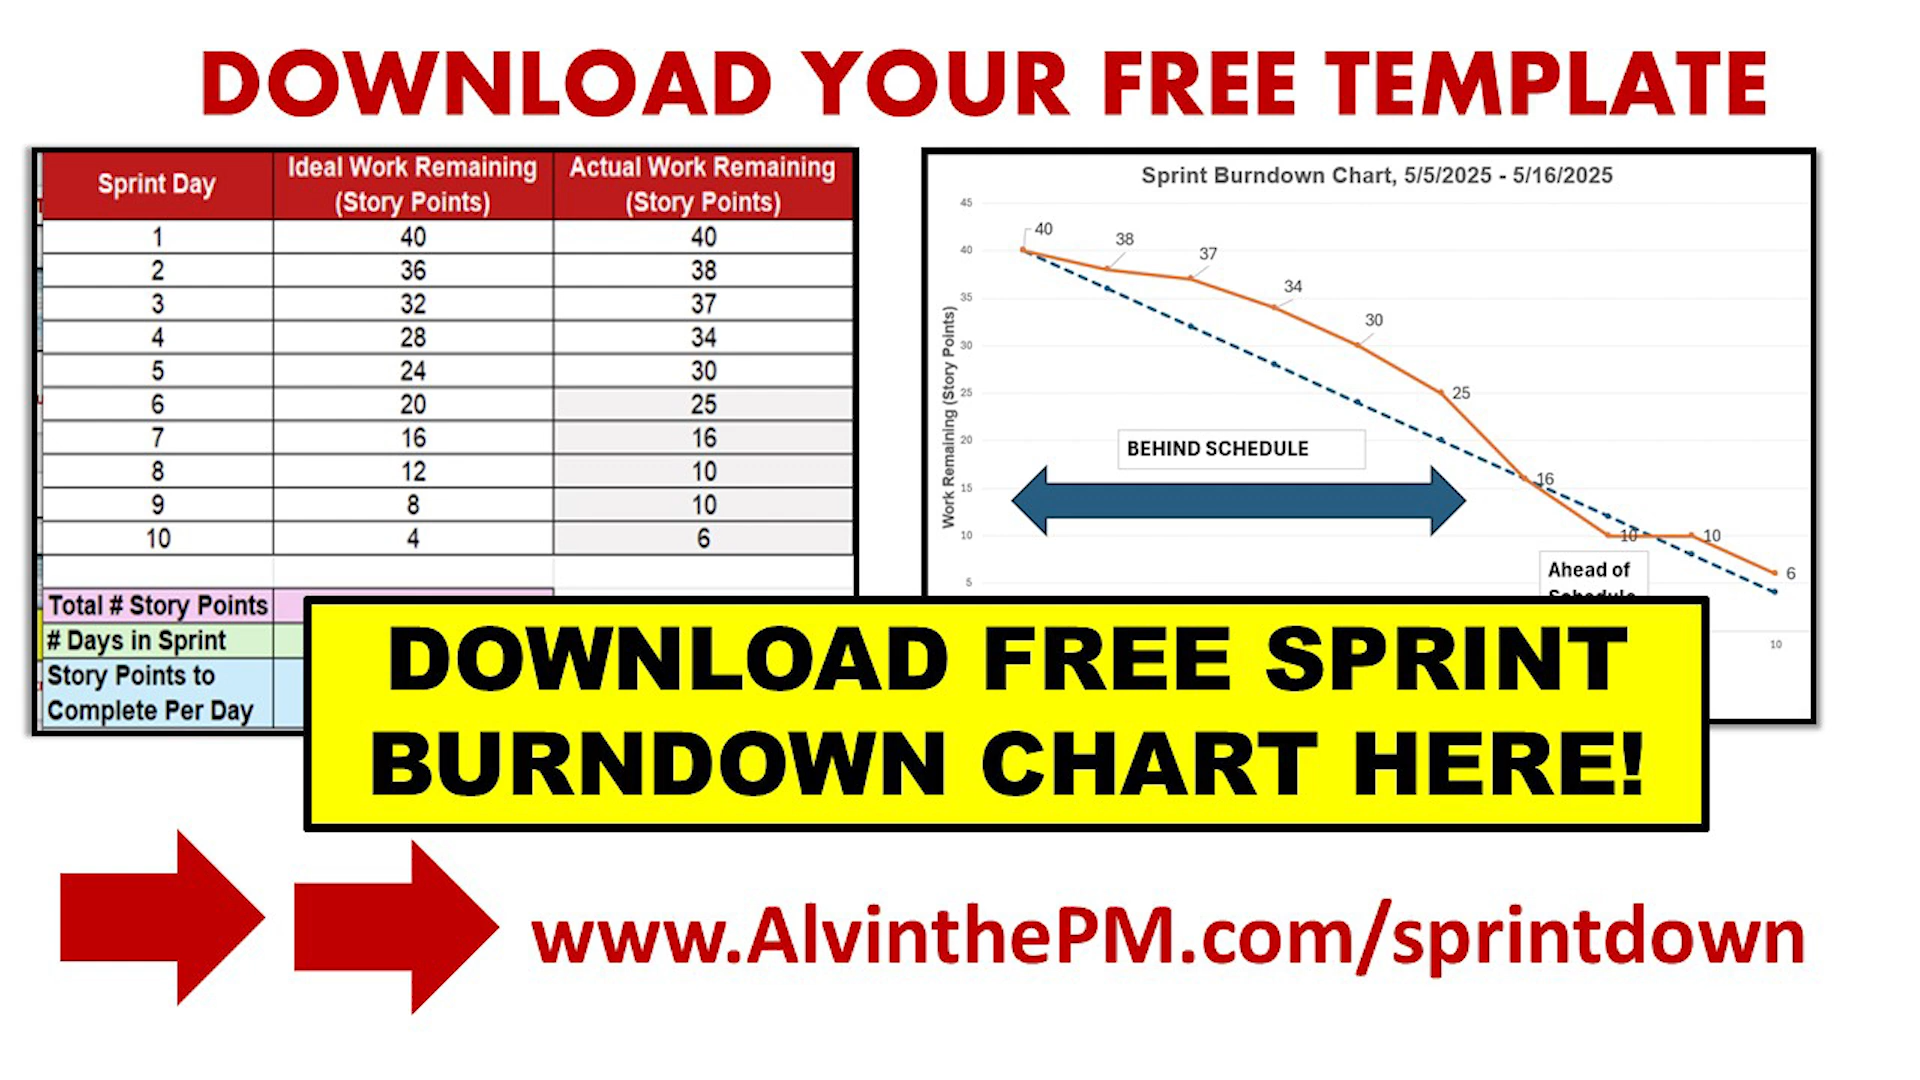 DOWNLOAD YOUR FREE TEMPLATE
Sprint Day Ideal Work Remaining (Story Points) Actual Work Remaining (Story Points)
1 40 40
2 36 38
3 32 37
4 28 34
5 24 30
6 20 25
7 16 16
8 12 10
9 8 10
10 4 6
Total # Story Points
# Days in Sprint
Story Points to
Complete Per Day
Sprint Burndown Chart, 5/5/2025 - 5/16/2025
Work Remaining (Story Points)
45
40
35
30
25
20
15
10
5
40
38
37
34
30
25
16
10
10
6
BEHIND SCHEDULE
Ahead of
Schedule
10
DOWNLOAD FREE SPRINT
BURNDOWN CHART HERE!
www.AlvinthePM.com/sprintdown